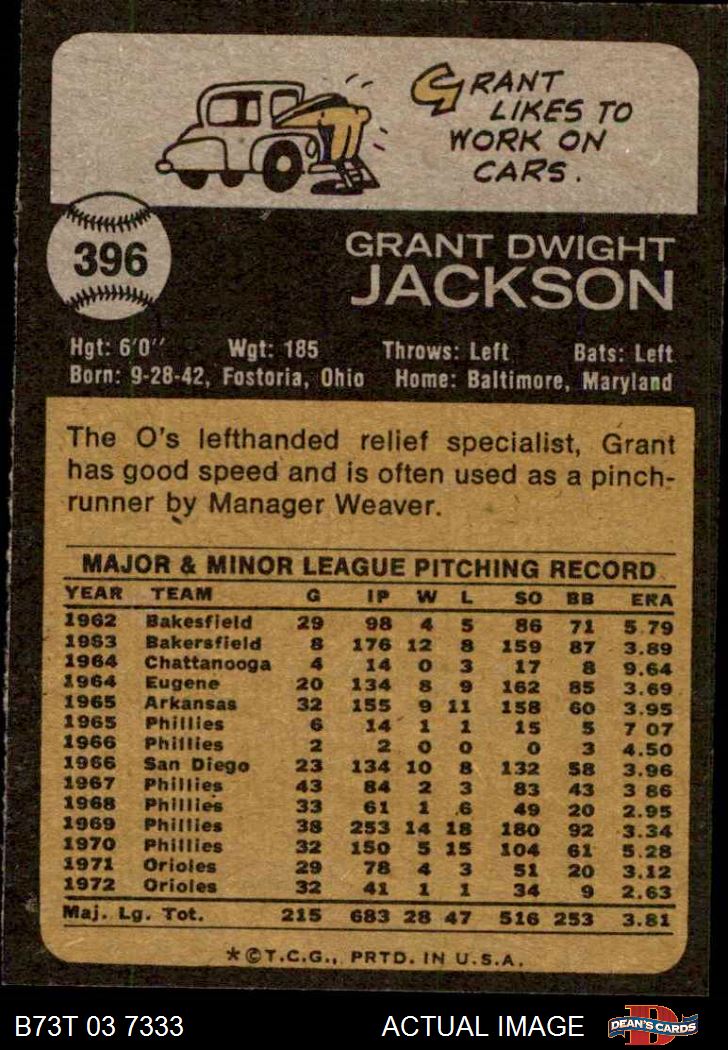 GRANT
LIKES TO
WORK ON
CARS.
396
GRANT DWIGHT
JACKSON
Hgt: 6'0" Wgt: 185 Throws: Left Bats: Left
Born: 9-28-42, Fostoria, Ohio Home: Baltimore, Maryland
The O's lefthanded relief specialist, Grant
has good speed and is often used as a pinch-
runner by Manager Weaver.
MAJOR & MINOR LEAGUE PITCHING RECORD
YEAR TEAM G IP W L SO BB ERA
1962 Bakesfield 29 98 4 5 86 71 5.79
1963 Bakersfield 8 176 12 8 159 87 3.89
1964 Chattanooga 4 14 0 3 17 8 9.64
1964 Eugene 20 134 8 9 162 85 3.69
1965 Arkansas 32 155 9 11 158 60 3.95
1965 Phillies 6 14 1 1 15 5 7 07
1966 Phillies 2 2 0 0 0 3 4.50
1966 San Diego 23 134 10 8 132 58 3.96
1967 Phillies 43 84 2 3 83 43 3 86
1968 Phillies 33 61 1 6 49 20 2.95
1969 Phillies 38 253 14 18 180 92 3.34
1970 Phillies 32 150 5 15 104 61 5.28
1971 Orioles 29 78 4 3 51 20 3.12
1972 Orioles 32 41 1 1 34 9 2.63
Maj. Lg. Tot. 215 683 28 47 516 253 3.81
*©T.C.G., PRTD. IN U.S.A.
B73T 03 7333 ACTUAL IMAGE DEAN'S CARDS